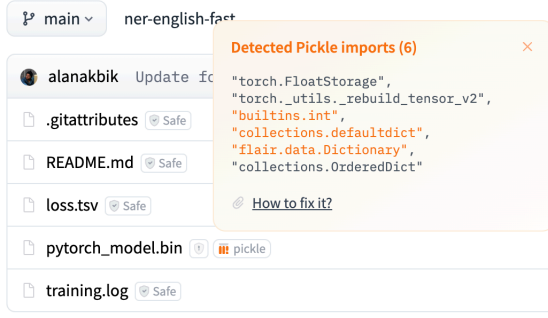 main ner-english-fast
Detected Pickle imports (6)
"torch.FloatStorage",
"torch._utils._rebuild_tensor_v2",
"builtins.int",
"collections.defaultdict",
"flair.data.Dictionary",
"collections.OrderedDict"
How to fix it?
alanakbik Update fo
.gitattributes Safe
README.md Safe
loss.tsv Safe
pytorch_model.bin pickle
training.log Safe